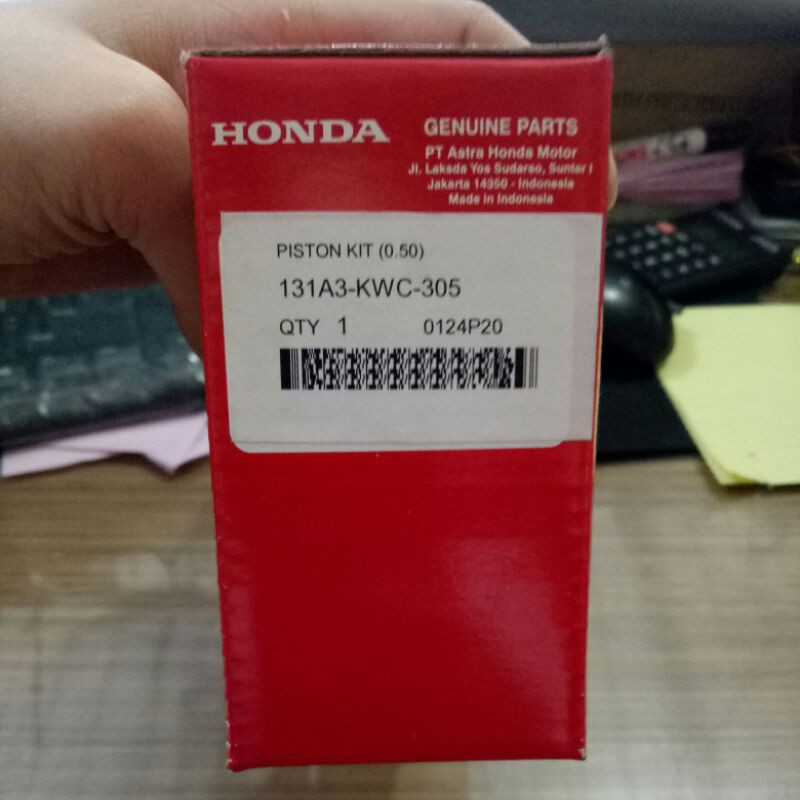 HONDA
GENUINE PARTS
PT Astra Honda Motor
Jl. Laksda Yos Sudarso, Sunter I
Jakarta 14350 - Indonesia
Made in Indonesia
PISTON KIT (0.50)
131A3-KWC-305
QTY 1 0124P20